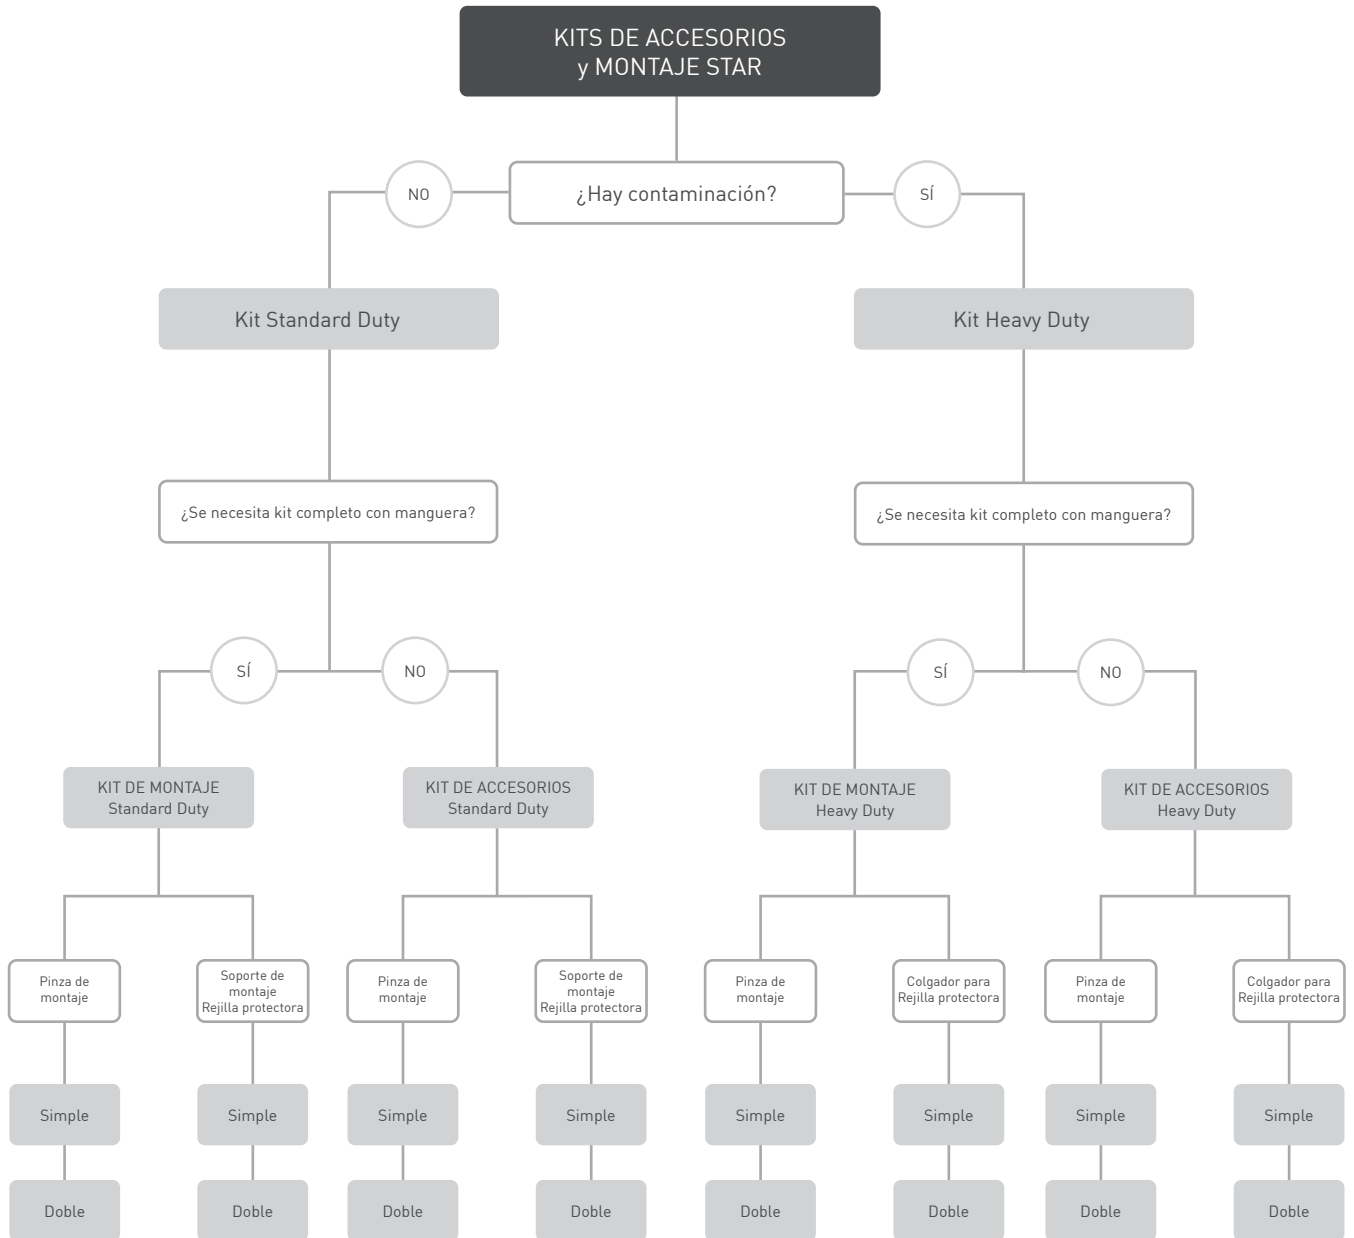 KITS DE ACCESORIOS
y MONTAJE STAR
NO
¿Hay contaminación?
SÍ
Kit Standard Duty
Kit Heavy Duty
¿Se necesita kit completo con manguera?
¿Se necesita kit completo con manguera?
SÍ
NO
SÍ
NO
KIT DE MONTAJE
Standard Duty
KIT DE ACCESORIOS
Standard Duty
KIT DE MONTAJE
Heavy Duty
KIT DE ACCESORIOS
Heavy Duty
Pinza de
montaje
Soporte de
montaje
Rejilla protectora
Pinza de
montaje
Soporte de
montaje
Rejilla protectora
Pinza de
montaje
Colgador para
Rejilla protectora
Pinza de
montaje
Colgador para
Rejilla protectora
Simple
Simple
Simple
Simple
Simple
Simple
Simple
Simple
Doble
Doble
Doble
Doble
Doble
Doble
Doble
Doble